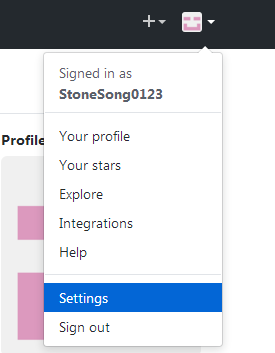 Signed in as
StoneSong0123
Profile
Your profile
Your stars
Explore
Integrations
Help
Settings
Sign out